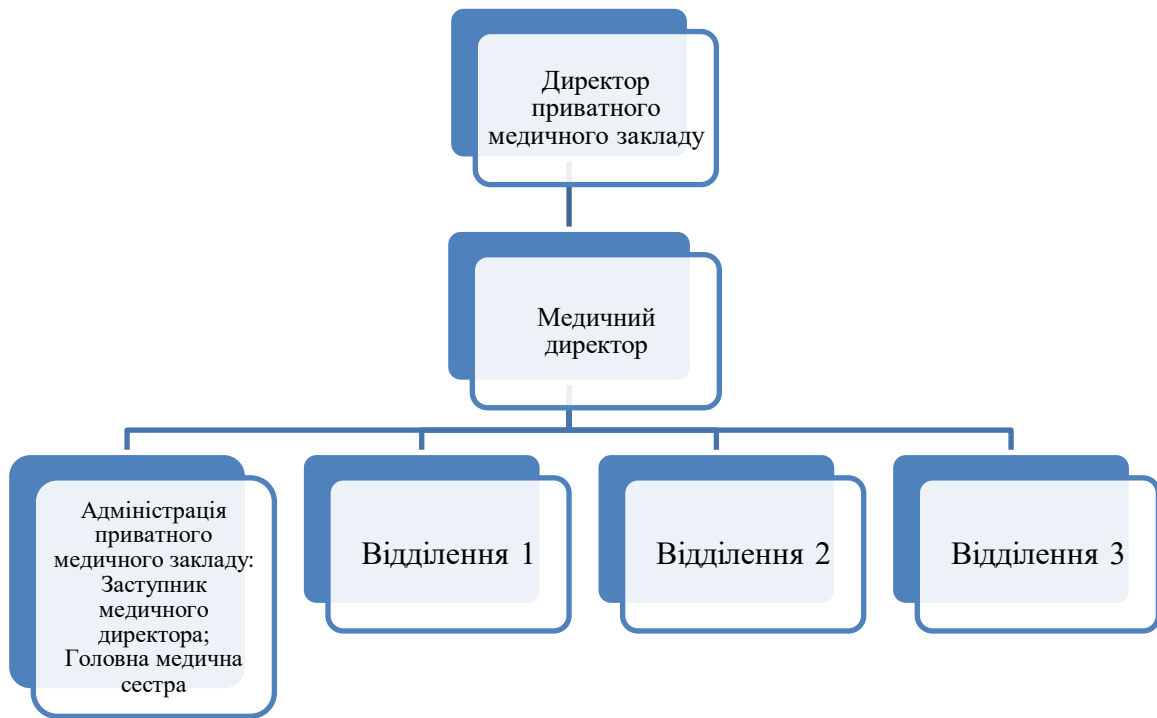 Директор
приватного
медичного закладу
Медичний
директор
Адміністрація
приватного
медичного закладу:
Заступник
медичного
директора;
Головна медична
сестра
Відділення 1
Відділення 2
Відділення 3